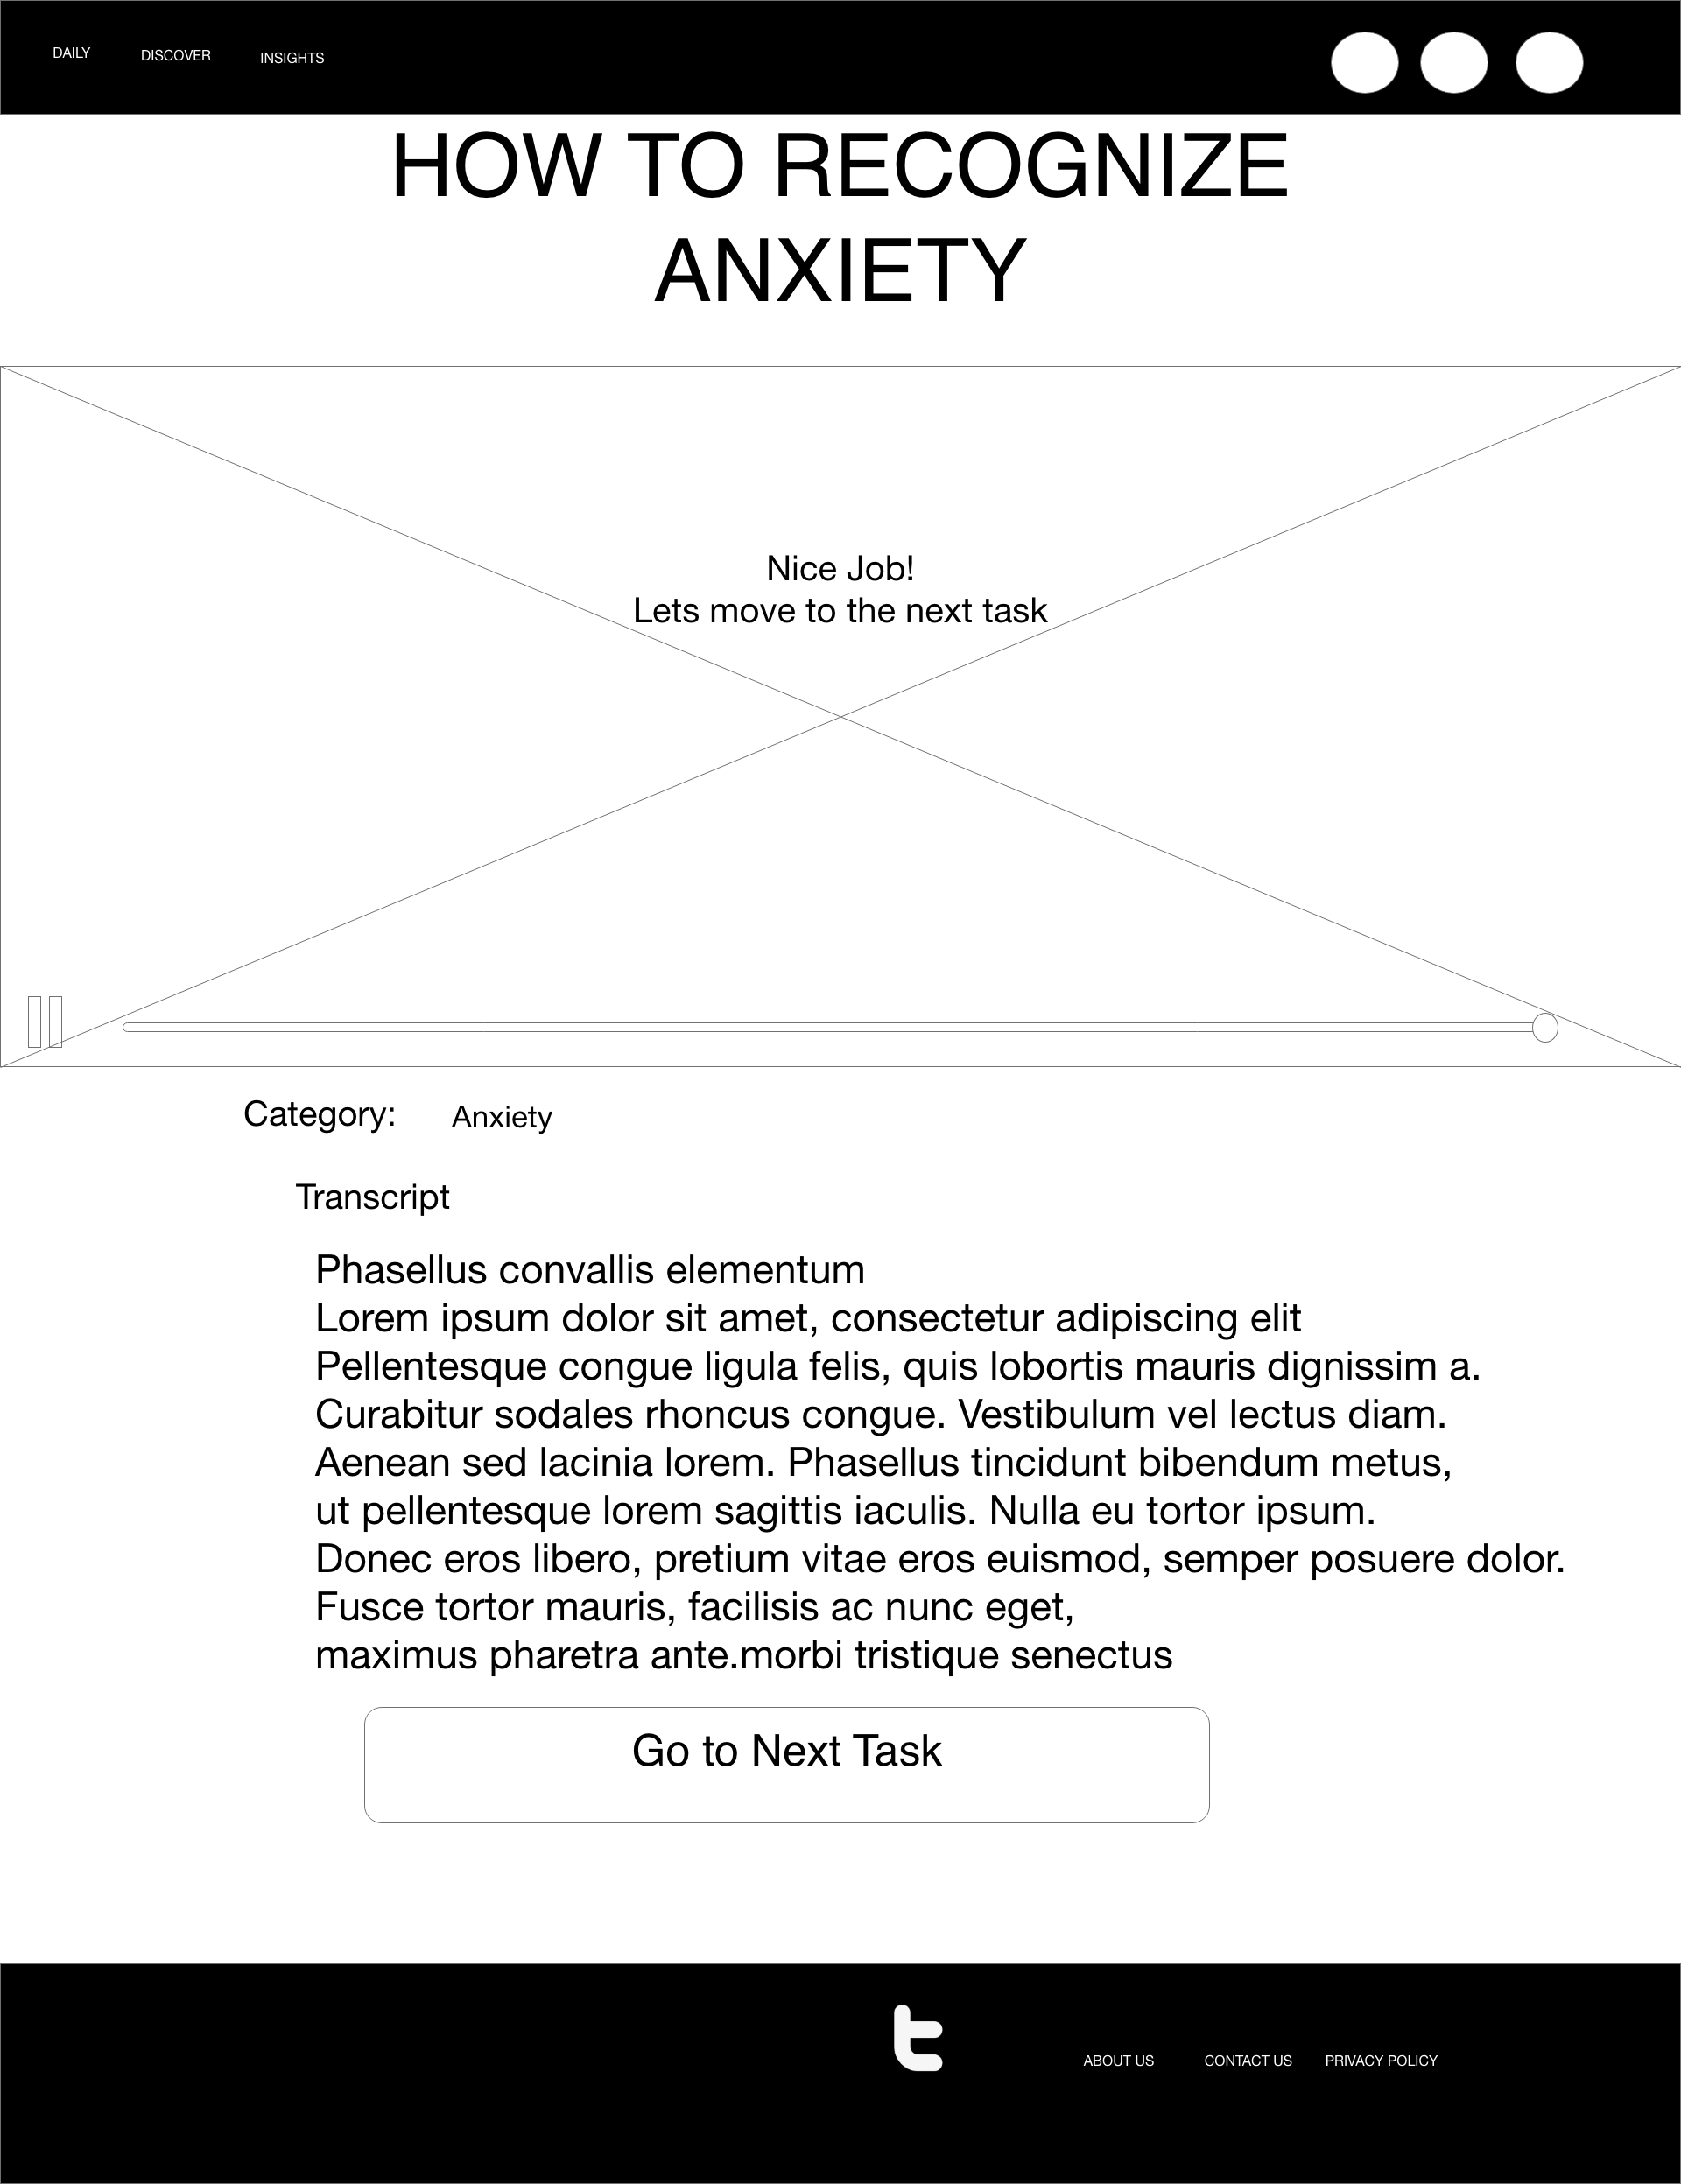 DAILY
DISCOVER
INSIGHTS
HOW TO RECOGNIZE
ANXIETY
Nice Job!
Lets move to the next task
Category:
Anxiety
Transcript
Phasellus convallis elementum
Lorem ipsum dolor sit amet, consectetur adipiscing elit
Pellentesque congue ligula felis, quis lobortis mauris dignissim a.
Curabitur sodales rhoncus congue. Vestibulum vel lectus diam.
Aenean sed lacinia lorem. Phasellus tincidunt bibendum metus,
ut pellentesque lorem sagittis iaculis. Nulla eu tortor ipsum.
Donec eros libero, pretium vitae eros euismod, semper posuere dolor.
Fusce tortor mauris, facilisis ac nunc eget,
maximus pharetra ante.morbi tristique senectus
Go to Next Task
t
ABOUT US
CONTACT US
PRIVACY POLICY